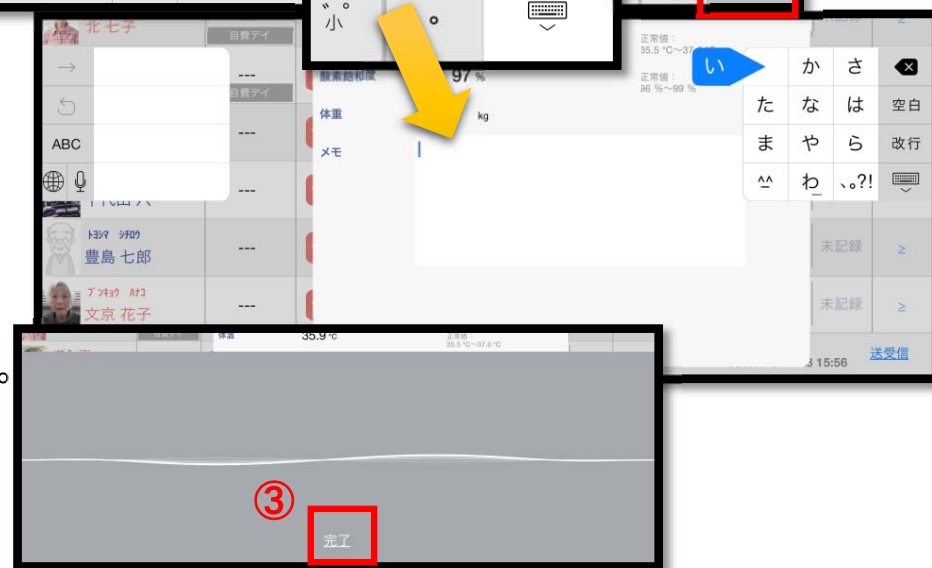 ゛゜
小
。
北 七子
自費デイ
→
---
自費デイ
ABC
---
---
トヨシマ シチロウ
豊島 七郎
---
ブンキョウ ハナコ
文京 花子
---
正常値：
35.5 ℃～37.0 ℃
酸素飽和度
97 %
正常値：
96 %～99 %
体重
kg
メモ
い
か
さ
た
な
は
空白
ま
や
ら
改行
^^
わ
、。?!
未記録
≥
未記録
≥
15:56
送受信
。
体温
35.9 ℃
正常値：
35.5 ℃～37.0 ℃
③
完了